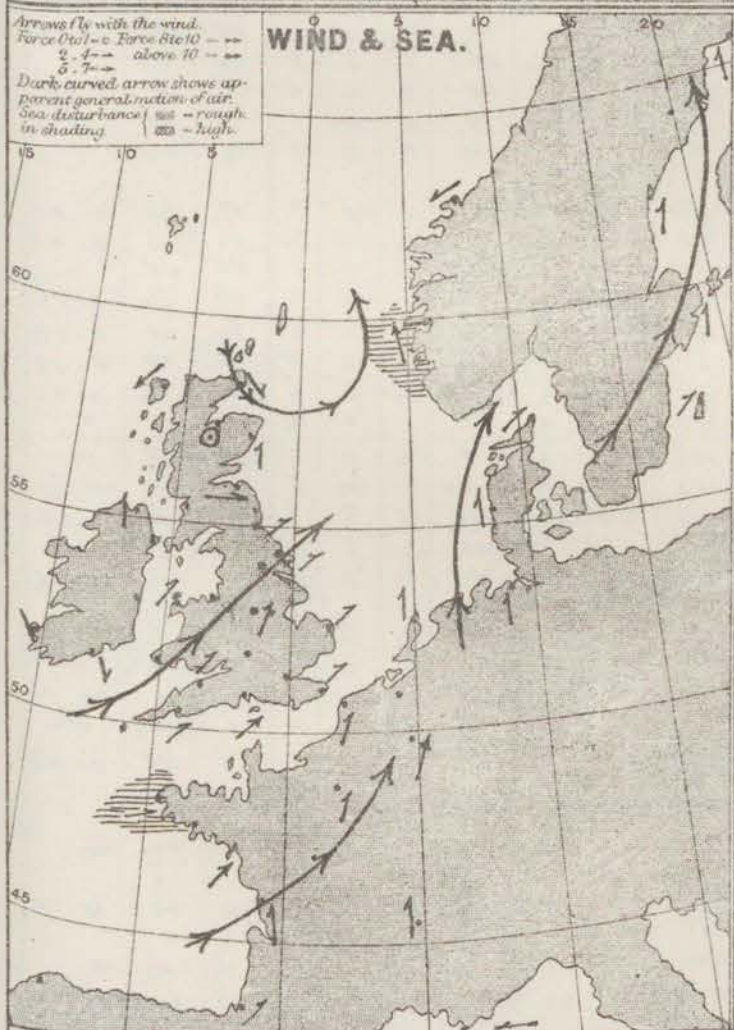 Arrows fly with the wind.
Force 0 to 1 Force 8 to 10
WIND & SEA.
2 . 4 above 10
5 . 7
Dark curved arrow shows ap-
parent general motion of air.
Sea disturbance { - rough.
in shading - high.
15 10 5 0 5 10 15 20
60
55
50
45